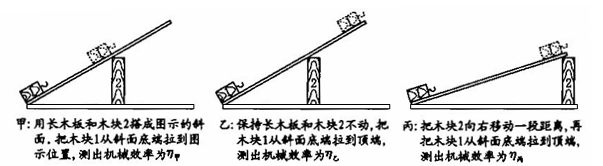 2
2
2
甲:用长木板和木块2搭成图示的斜
面,把木块1从斜面底端拉到图
示位置,测出机械效率为η甲
乙:保持长木板和木块2不动,把
木块1从斜面底端拉到顶端,
测出机械效率为η乙
丙:把木块2向右移动一段距离,再
把木块1从斜面底端拉到顶端,
测出机械效率为η丙